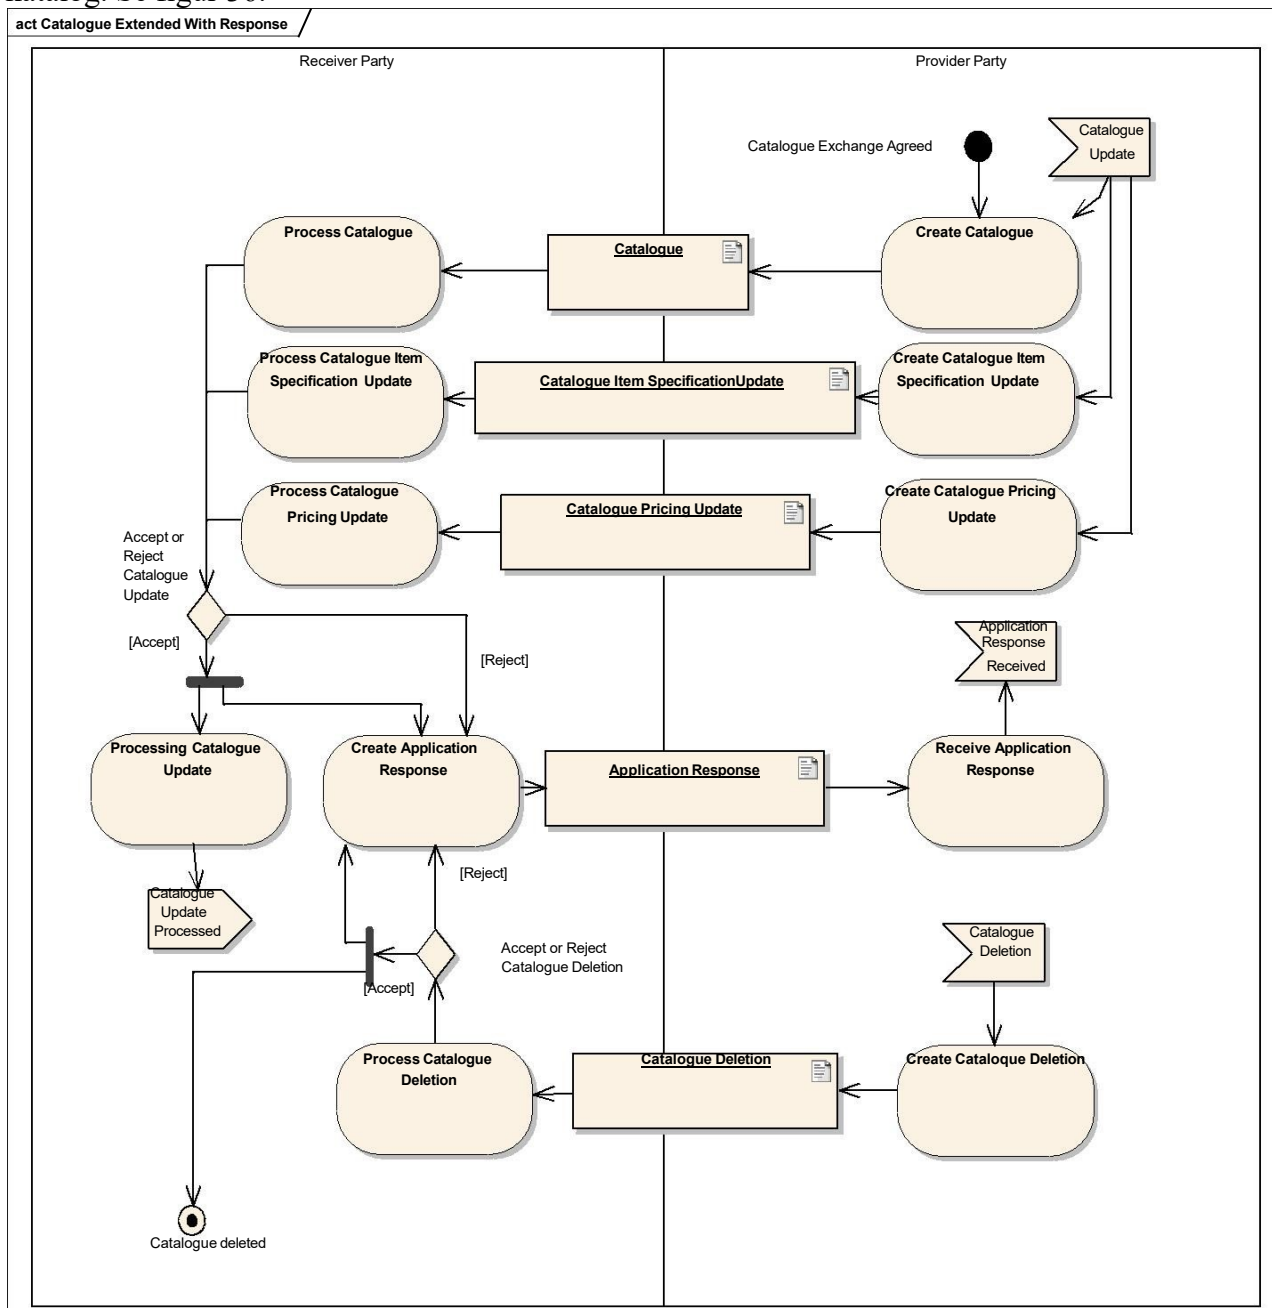 katalog. Se figur 36.
act Catalogue Extended With Response
Receiver Party
Provider Party
Catalogue Exchange Agreed
Catalogue
Update
Process Catalogue
Catalogue
Create Catalogue
Process Catalogue Item
Specification Update
Catalogue Item SpecificationUpdate
Create Catalogue Item
Specification Update
Process Catalogue
Pricing Update
Catalogue Pricing Update
Create Catalogue Pricing
Update
Accept or
Reject
Catalogue
Update
[Accept]
[Reject]
Application
Response
Received
Processing Catalogue
Update
Create Application
Response
Application Response
Receive Application
Response
Catalogue
Update
Processed
[Reject]
Accept or Reject
Catalogue Deletion
[Accept]
Catalogue
Deletion
Process Catalogue
Deletion
Catalogue Deletion
Create Cataloque Deletion
Catalogue deleted